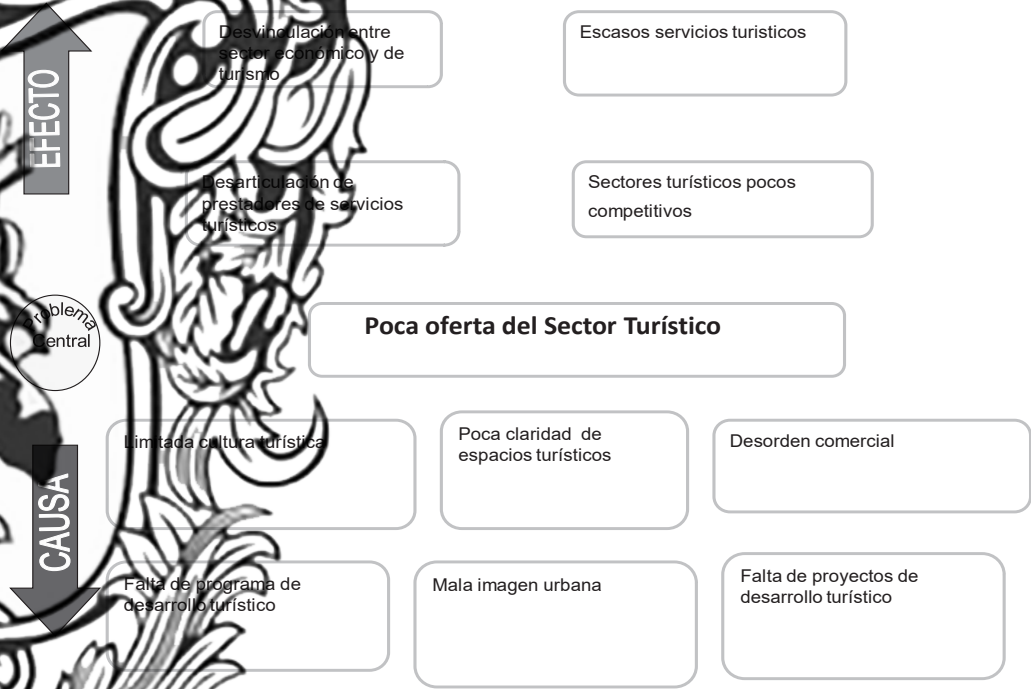 EFECTO
Desvinculación entre
sector económico y de
turismo
Escasos servicios turisticos
Desarticulación de
prestadores de servicios
turísticos
Sectores turísticos pocos
competitivos
Problema
Central
Poca oferta del Sector Turístico
CAUSA
Limitada cultura turística
Poca claridad de
espacios turísticos
Desorden comercial
Falta de programa de
desarrollo turístico
Mala imagen urbana
Falta de proyectos de
desarrollo turístico